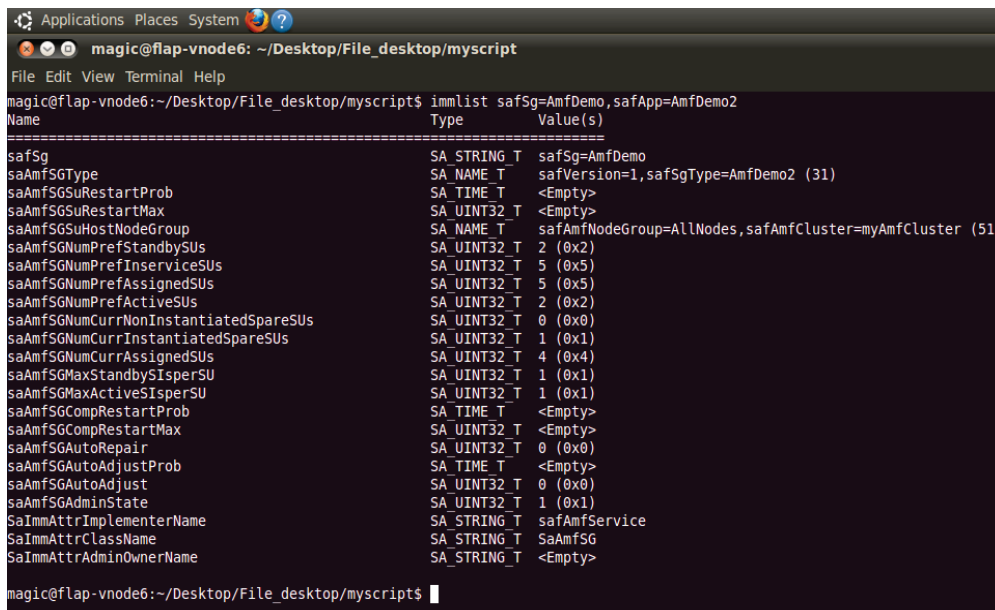 Applications Places System ?
magic@flap-vnode6: ~/Desktop/File_desktop/myscript
File Edit View Terminal Help
magic@flap-vnode6:~/Desktop/File_desktop/myscript$ immlist safSg=AmfDemo,safApp=AmfDemo2
Name Type Value(s)
========================================================================
safSg SA_STRING_T safSg=AmfDemo
saAmfSGType SA_NAME_T safVersion=1,safSgType=AmfDemo2 (31)
saAmfSGSuRestartProb SA_TIME_T <Empty>
saAmfSGSuRestartMax SA_UINT32_T <Empty>
saAmfSGSuHostNodeGroup SA_NAME_T safAmfNodeGroup=AllNodes,safAmfCluster=myAmfCluster (51
saAmfSGNumPrefStandbySUs SA_UINT32_T 2 (0x2)
saAmfSGNumPrefInserviceSUs SA_UINT32_T 5 (0x5)
saAmfSGNumPrefAssignedSUs SA_UINT32_T 5 (0x5)
saAmfSGNumPrefActiveSUs SA_UINT32_T 2 (0x2)
saAmfSGNumCurrNonInstantiatedSpareSUs SA_UINT32_T 0 (0x0)
saAmfSGNumCurrInstantiatedSpareSUs SA_UINT32_T 1 (0x1)
saAmfSGNumCurrAssignedSUs SA_UINT32_T 4 (0x4)
saAmfSGMaxStandbySIsperSU SA_UINT32_T 1 (0x1)
saAmfSGMaxActiveSIsperSU SA_UINT32_T 1 (0x1)
saAmfSGCompRestartProb SA_TIME_T <Empty>
saAmfSGCompRestartMax SA_UINT32_T <Empty>
saAmfSGAutoRepair SA_UINT32_T 0 (0x0)
saAmfSGAutoAdjustProb SA_TIME_T <Empty>
saAmfSGAutoAdjust SA_UINT32_T 0 (0x0)
saAmfSGAdminState SA_UINT32_T 1 (0x1)
SaImmAttrImplementerName SA_STRING_T safAmfService
SaImmAttrClassName SA_STRING_T SaAmfSG
SaImmAttrAdminOwnerName SA_STRING_T <Empty>
magic@flap-vnode6:~/Desktop/File_desktop/myscript$